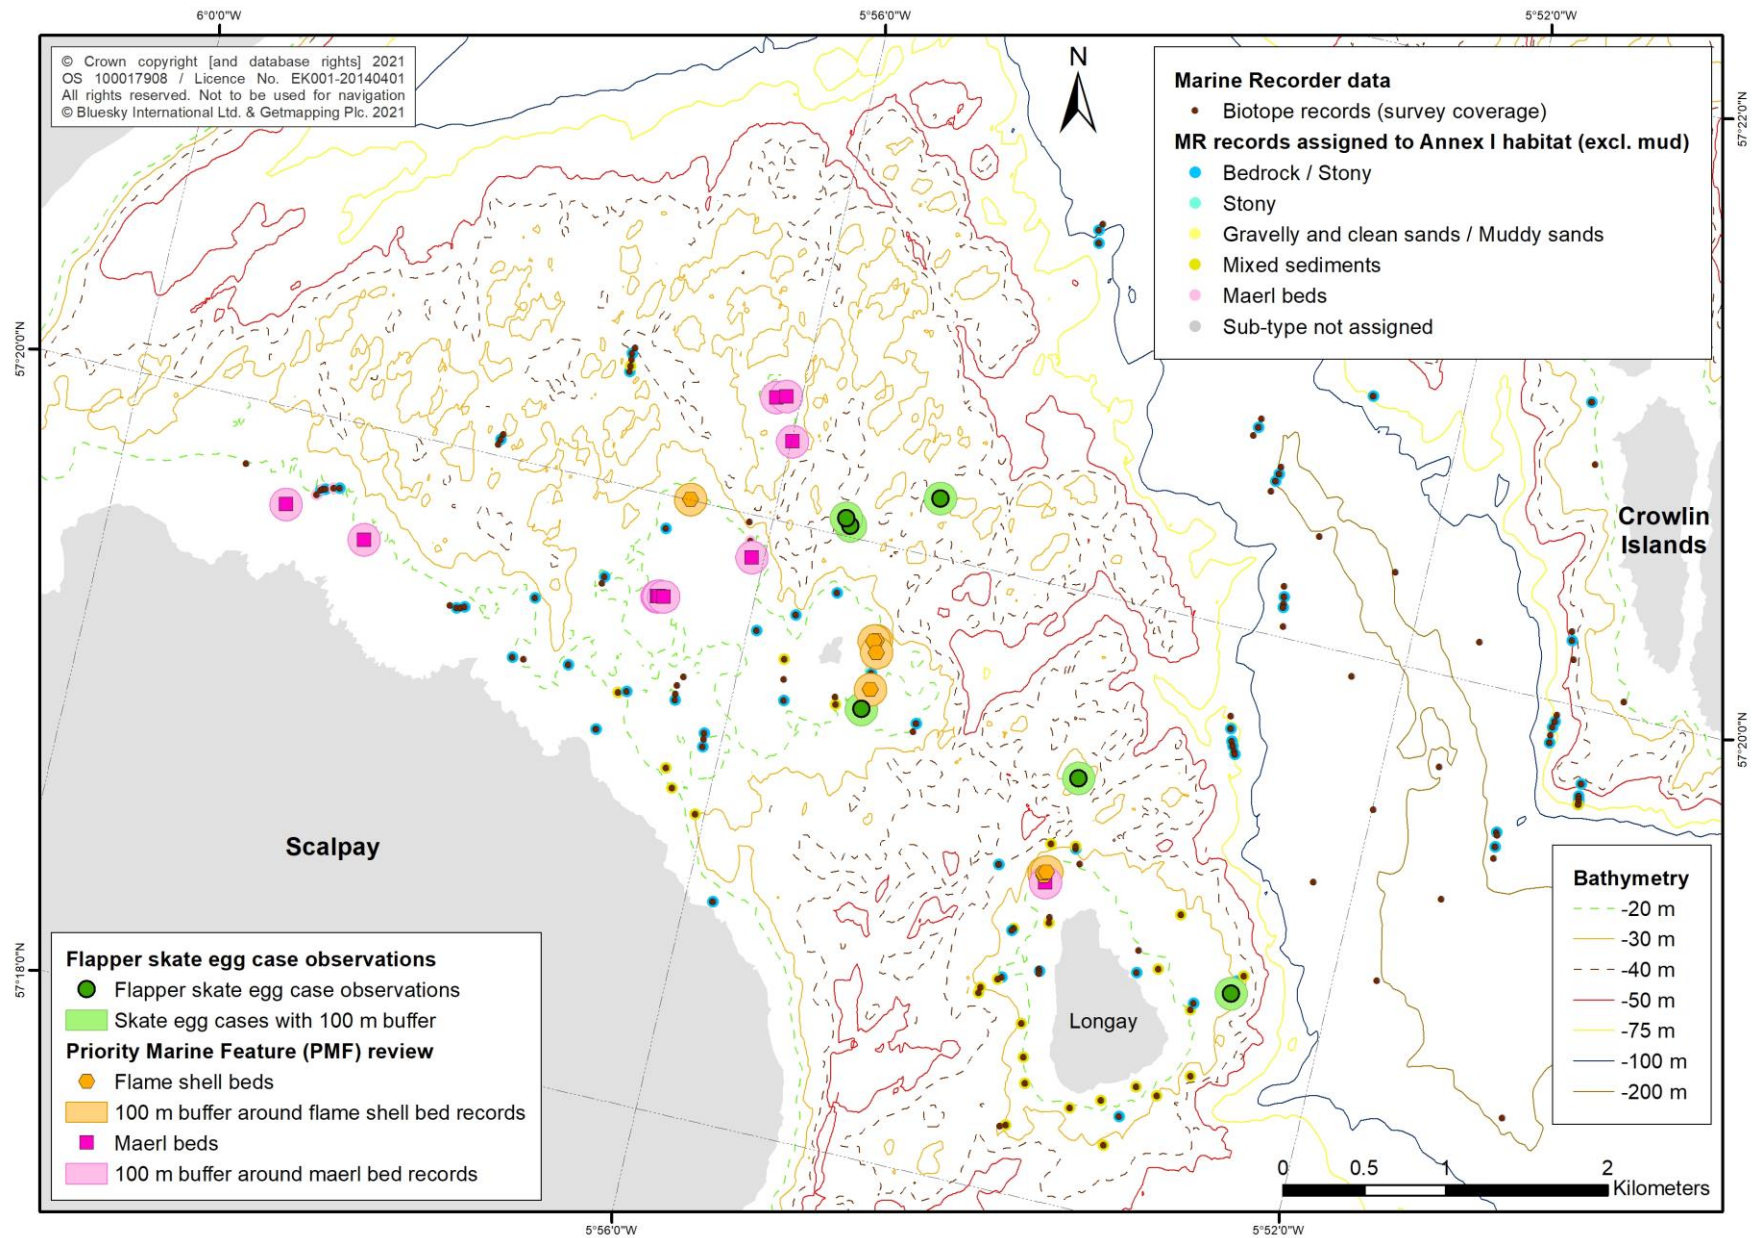 6°0'0"W
5°56'0"W
5°52'0"W
© Crown copyright [and database rights] 2021
OS 100017908 / Licence No. EK001-20140401
All rights reserved. Not to be used for navigation
© Bluesky International Ltd. & Getmapping Plc. 2021
N
Marine Recorder data
Biotope records (survey coverage)
MR records assigned to Annex I habitat (excl. mud)
Bedrock / Stony
Stony
Gravelly and clean sands / Muddy sands
Mixed sediments
Maerl beds
Sub-type not assigned
57°22'0"N
57°20'0"N
Crowlin
Islands
57°20'0"N
Scalpay
Bathymetry
-20 m
-30 m
-40 m
-50 m
-75 m
-100 m
-200 m
Flapper skate egg case observations
Flapper skate egg case observations
Skate egg cases with 100 m buffer
Priority Marine Feature (PMF) review
Flame shell beds
100 m buffer around flame shell bed records
Maerl beds
100 m buffer around maerl bed records
57°18'0"N
Longay
0 0.5 1 2
Kilometers
5°56'0"W
5°52'0"W